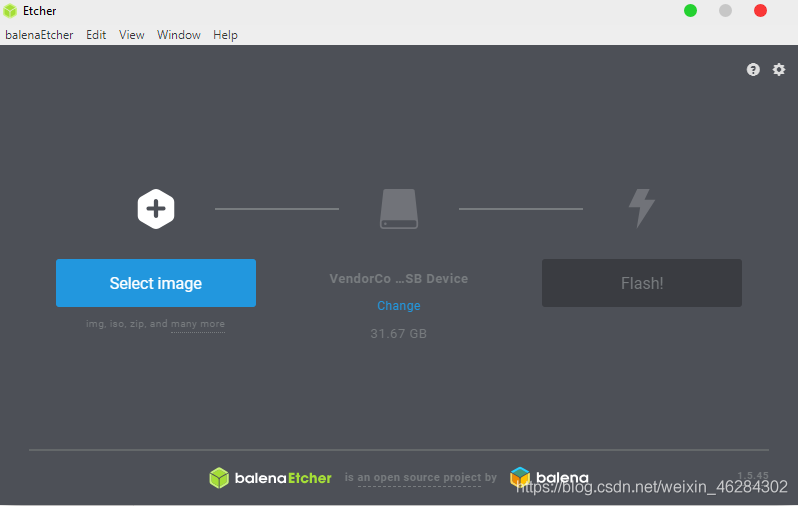 Etcher
balenaEtcher Edit View Window Help
Select image
img, iso, zip, and many more
VendorCo ...SB Device
Change
31.67 GB
Flash!
balenaEtcher is an open source project by balena
1.5.45
https://blog.csdn.net/weixin_46284302